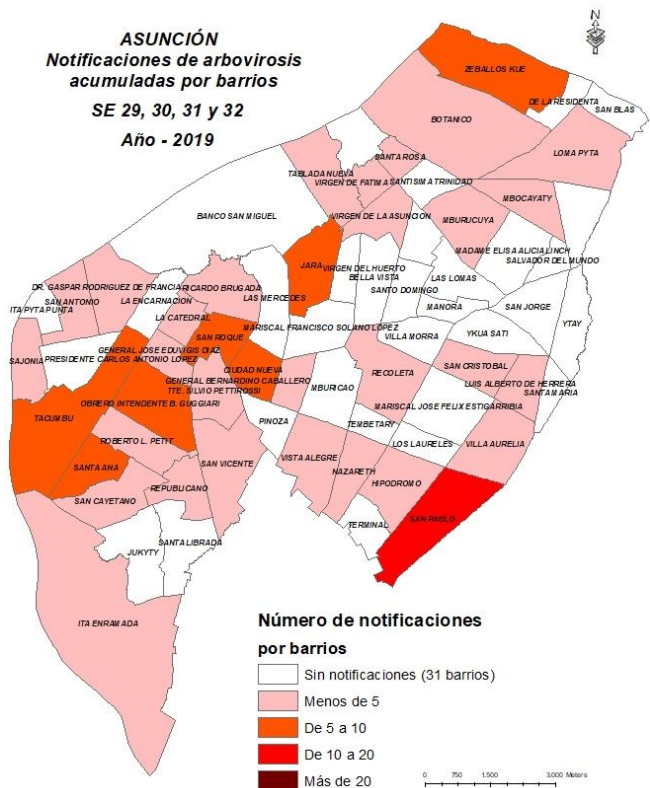 ASUNCIÓN
Notificaciones de arbovirosis
acumuladas por barrios
SE 29, 30, 31 y 32
Año - 2019
N
ZEBALLOS KUE
DE LA RESIDENTA
SAN BLAS
BOTANICO
LOMA PYTA
SANTA ROSA
TABLADA NUEVA
VIRGEN DE FATIMA
SANTISIMA TRINIDAD
MBOCAYATY
BANCO SAN MIGUEL
VIRGEN DE LA ASUNCION
MBURUCUYA
MADAME ELISA ALICIA LINCH
SALVADOR DEL MUNDO
JARA
VIRGEN DEL HUERTO
BELLA VISTA
LAS LOMAS
DR. GASPAR RODRIGUEZ DE FRANCIA
RICARDO BRUGADA
SANTO DOMINGO
SAN ANTONIO
LA ENCARNACION
LAS MERCEDES
MANORA
SAN JORGE
ITA PYTA PUNTA
LA CATEDRAL
MARISCAL FRANCISCO SOLANO LOPEZ
YTAY
SAN ROQUE
VILLA MORRA
YKUA SATI
GENERAL JOSE EDUVIGIS DIAZ
SAJONIA
PRESIDENTE CARLOS ANTONIO LOPEZ
CIUDAD NUEVA
RECOLETA
SAN CRISTOBAL
GENERAL BERNARDINO CABALLERO
MBURICAO
LUIS ALBERTO DE HERRERA
TTE. SILVIO PETTIROSSI
SANTA MARIA
OBRERO INTENDENTE B. GUGGIARI
MARISCAL JOSE FELIX ESTIGARRIBIA
TACUMBU
PINOZA
TEMBETARY
ROBERTO L. PETIT
LOS LAURELES
VILLA AURELIA
SANTA ANA
SAN VICENTE
VISTA ALEGRE
NAZARETH
HIPODROMO
REPUBLICANO
SAN CAYETANO
SAN PABLO
TERMINAL
SANTA LIBRADA
JUKYTY
ITA ENRAMADA
Número de notificaciones
por barrios
Sin notificaciones (31 barrios)
Menos de 5
De 5 a 10
De 10 a 20
Más de 20
0 750 1.500 3.000 Meters